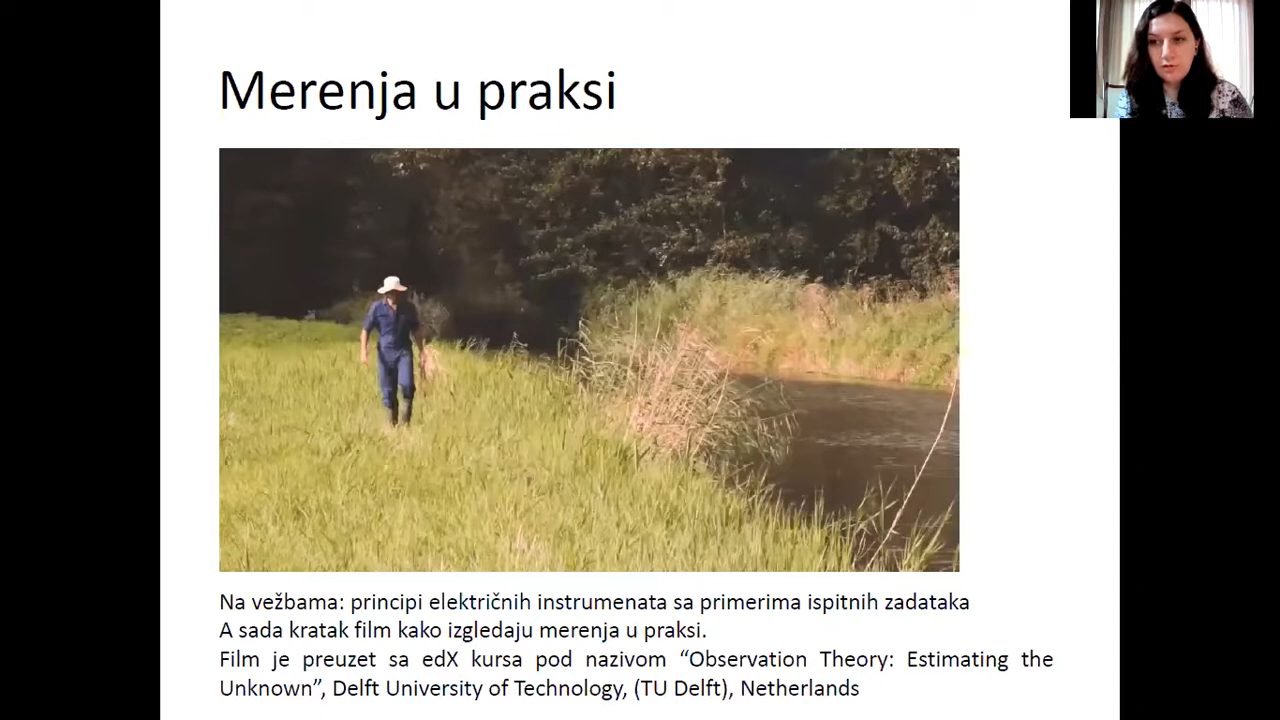 Merenja u praksi
Na vežbama: principi električnih instrumenata sa primerima ispitnih zadataka
A sada kratak film kako izgledaju merenja u praksi.
Film je preuzet sa edX kursa pod nazivom “Observation Theory: Estimating the
Unknown”, Delft University of Technology, (TU Delft), Netherlands